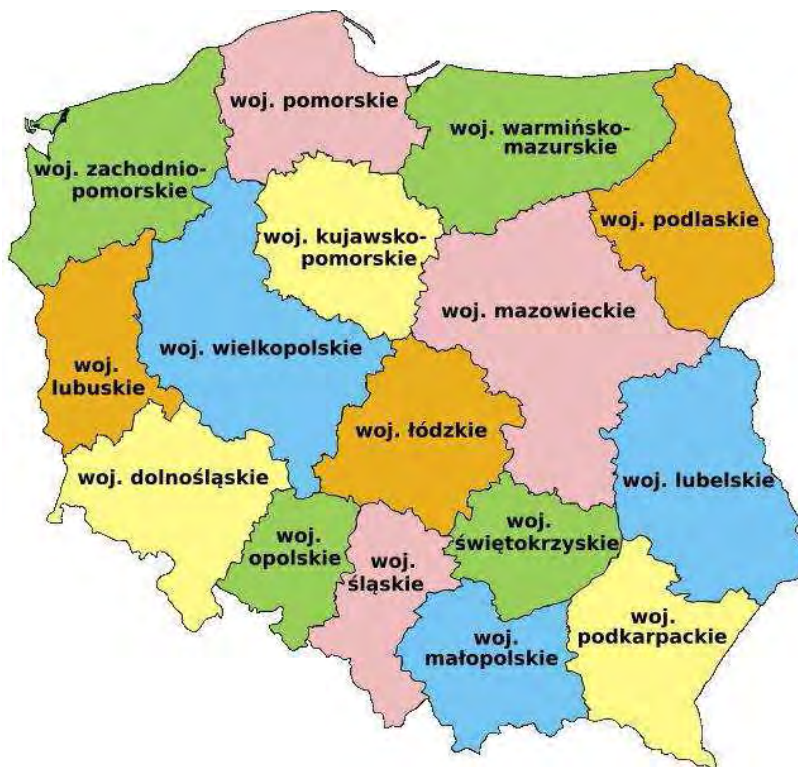 woj. pomorskie
woj. warmińsko-
mazurskie
woj. zachodnio-
pomorskie
woj. podlaskie
woj. kujawsko-
pomorskie
woj. mazowieckie
woj. wielkopolskie
woj.
lubuskie
woj. łódzkie
woj. dolnośląskie
woj. lubelskie
woj.
opolskie
woj.
śląskie
woj.
świętokrzyskie
woj.
małopolskie
woj.
podkarpackie